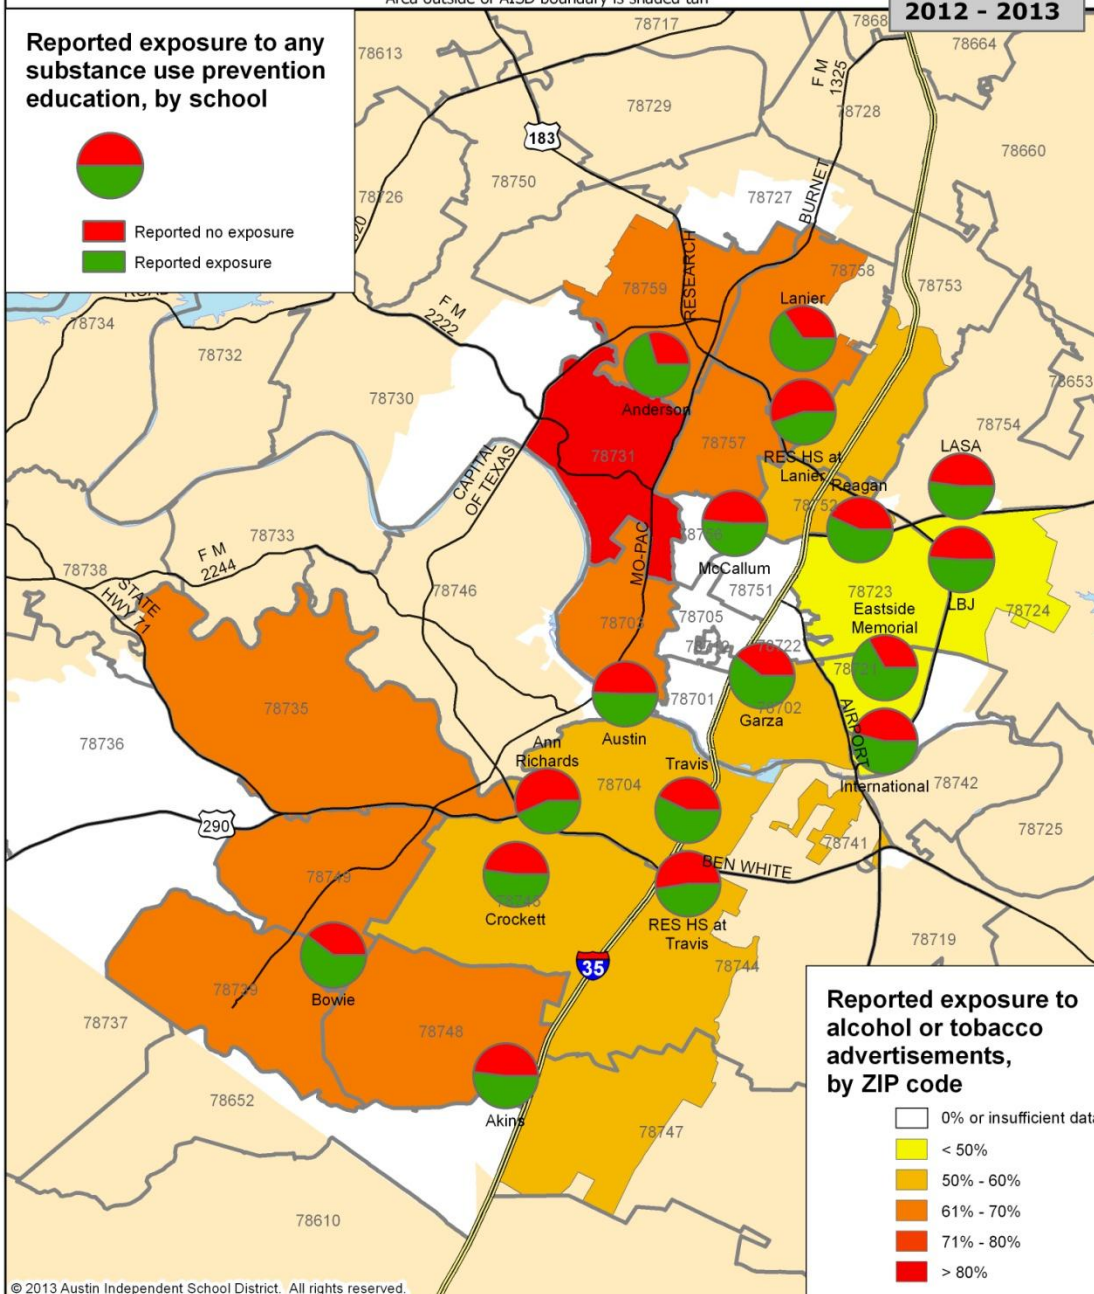 Area outside of AISD boundary is shaded tan
2012 - 2013
Reported exposure to any
substance use prevention
education, by school
Reported no exposure
Reported exposure
78717
78664
78613
F M
1325
78729
78728
183
78660
78750
78726
78727
BURNET
RESEARCH
78758
78753
78759
Lanier
F M
2222
78734
78732
78653
78730
Anderson
78754
78757
LASA
78731
RES HS at
Lanier
Reagan
CAPITAL
OF TEXAS
78752
78733
MO-PAC
McCallum
F M
2244
78738
STATE
HWY 71
78746
78751
78723
LBJ
78724
78705
78703
Eastside
Memorial
78722
78721
78701
78702
78735
Garza
AIRPORT
Austin
78736
Ann
Richards
Travis
International
78742
78704
290
78725
78741
BEN WHITE
78749
78745
Crockett
RES HS at
Travis
78719
35
78744
78739
Bowie
78737
78748
Reported exposure to
alcohol or tobacco
advertisements,
by ZIP code
78652
Akins
0% or insufficient data
78747
< 50%
50% - 60%
61% - 70%
78610
71% - 80%
> 80%
© 2013 Austin Independent School District. All rights reserved.